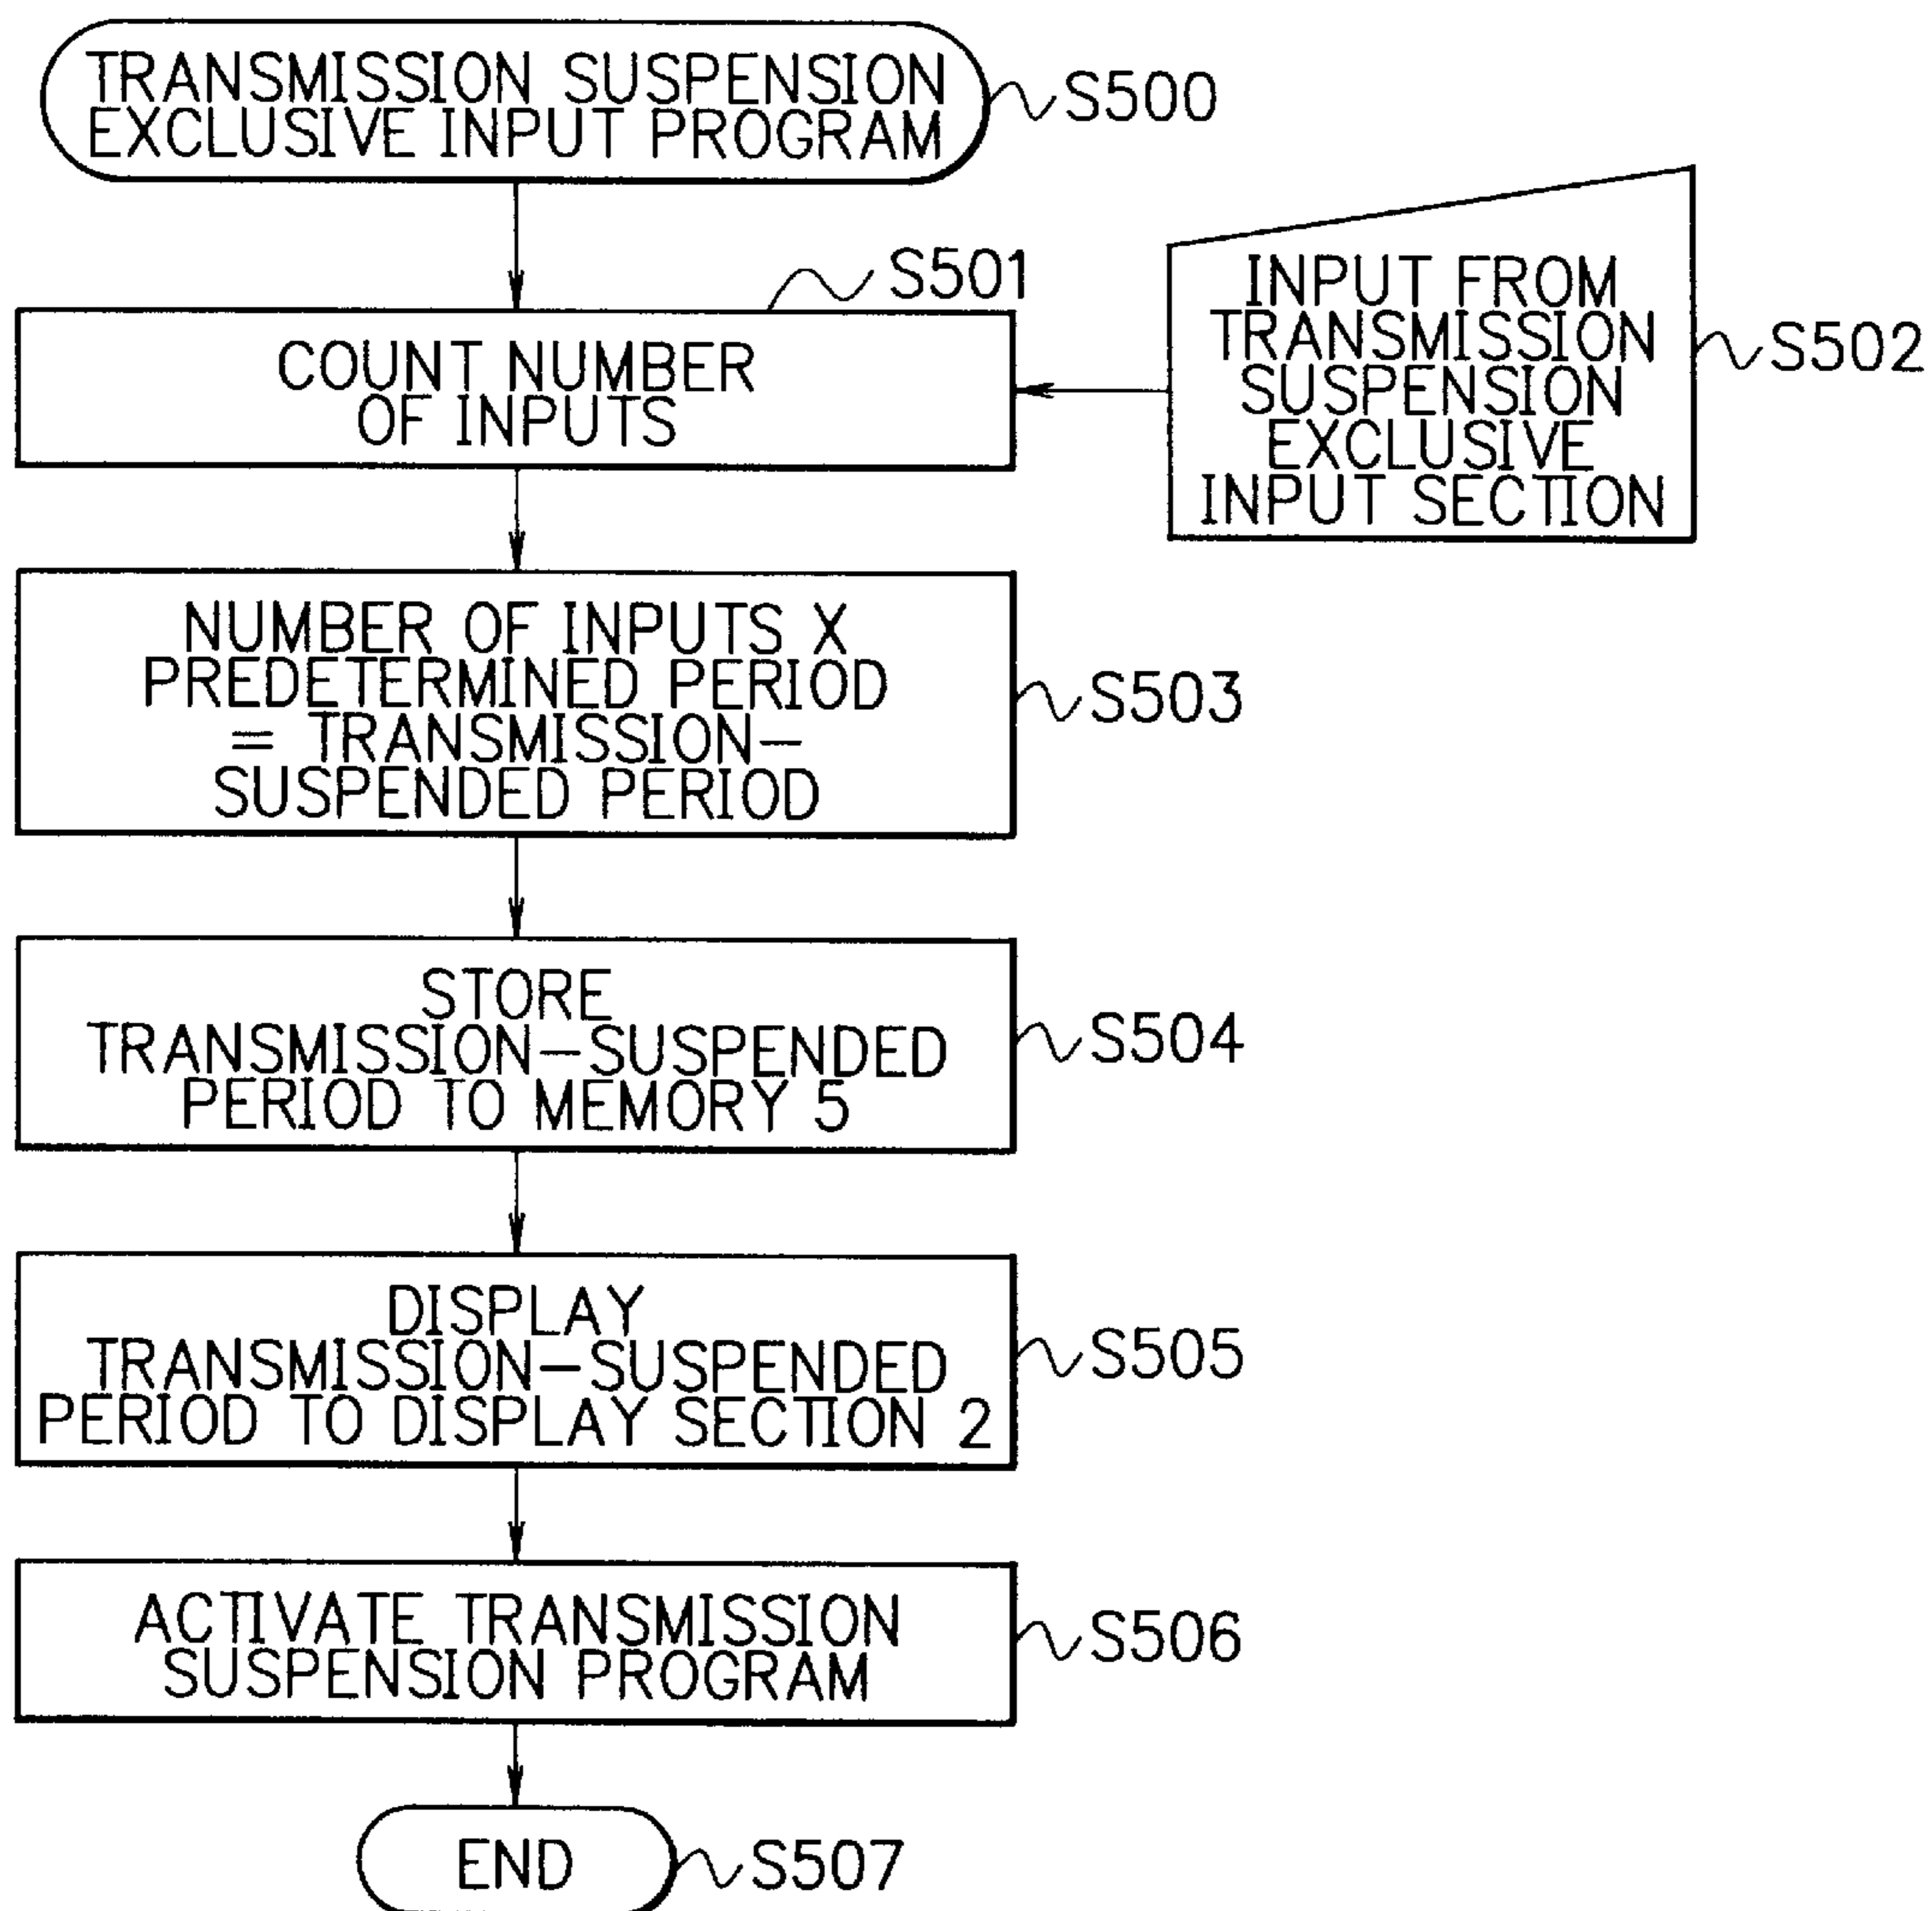 TRANSMISSION SUSPENSION
EXCLUSIVE INPUT PROGRAM
S500
S501
COUNT NUMBER
OF INPUTS
INPUT FROM
TRANSMISSION
SUSPENSION
EXCLUSIVE
INPUT SECTION
S502
NUMBER OF INPUTS X
PREDETERMINED PERIOD
= TRANSMISSION-
SUSPENDED PERIOD
S503
STORE
TRANSMISSION-SUSPENDED
PERIOD TO MEMORY 5
S504
DISPLAY
TRANSMISSION-SUSPENDED
PERIOD TO DISPLAY SECTION 2
S505
ACTIVATE TRANSMISSION
SUSPENSION PROGRAM
S506
END
S507